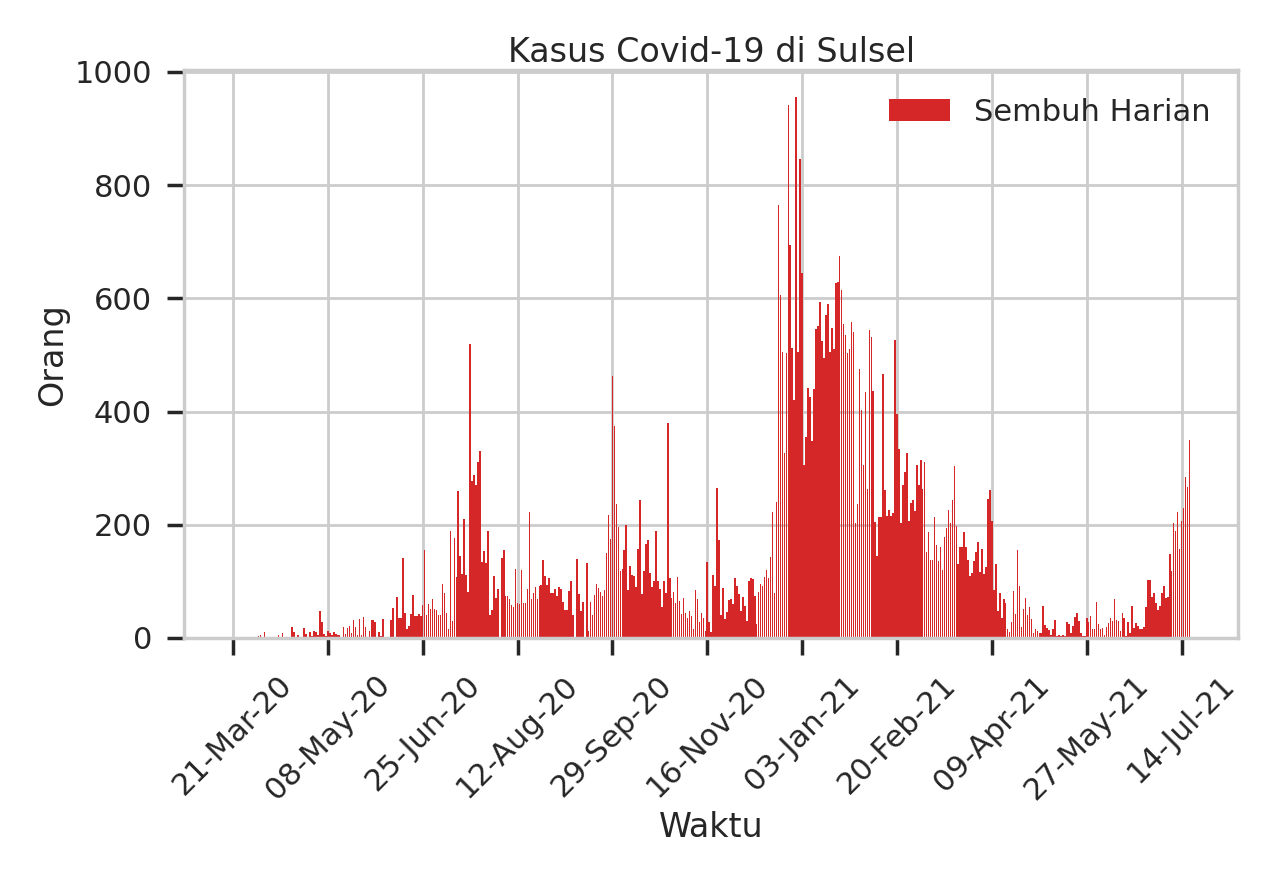 Kasus Covid-19 di Sulsel
Sembuh Harian
Orang
1000
800
600
400
200
0
21-Mar-20
08-May-20
25-Jun-20
12-Aug-20
29-Sep-20
16-Nov-20
03-Jan-21
20-Feb-21
09-Apr-21
27-May-21
14-Jul-21
Waktu